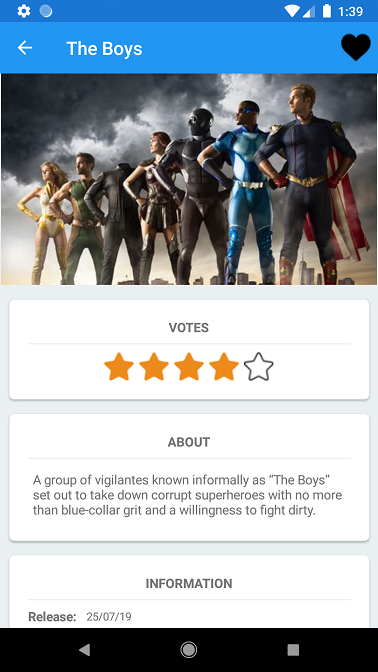 1:39
The Boys
VOTES
ABOUT
A group of vigilantes known informally as “The Boys”
set out to take down corrupt superheroes with no more
than blue-collar grit and a willingness to fight dirty.
INFORMATION
Release: 25/07/19